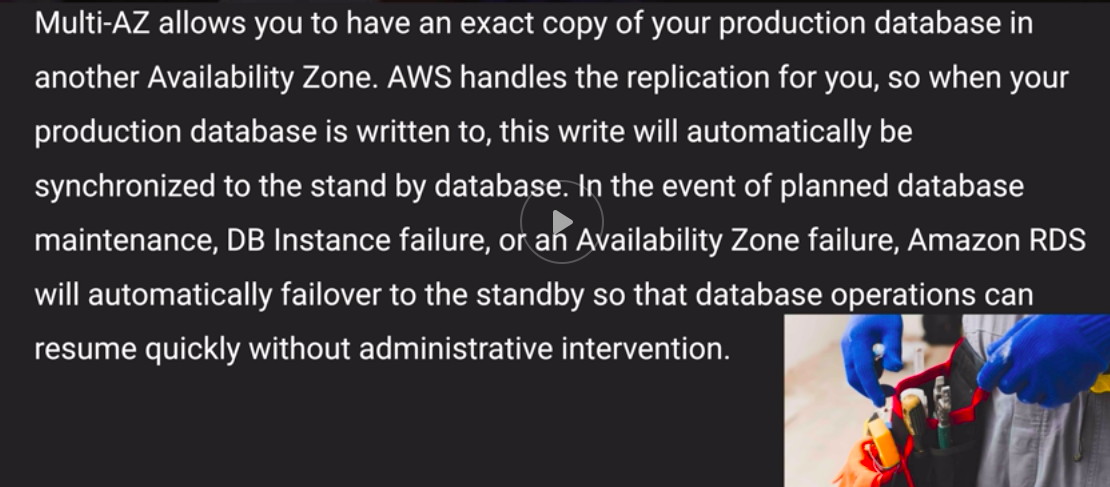 Multi-AZ allows you to have an exact copy of your production database in
another Availability Zone. AWS handles the replication for you, so when your
production database is written to, this write will automatically be
synchronized to the stand by database. In the event of planned database
maintenance, DB Instance failure, or an Availability Zone failure, Amazon RDS
will automatically failover to the standby so that database operations can
resume quickly without administrative intervention.